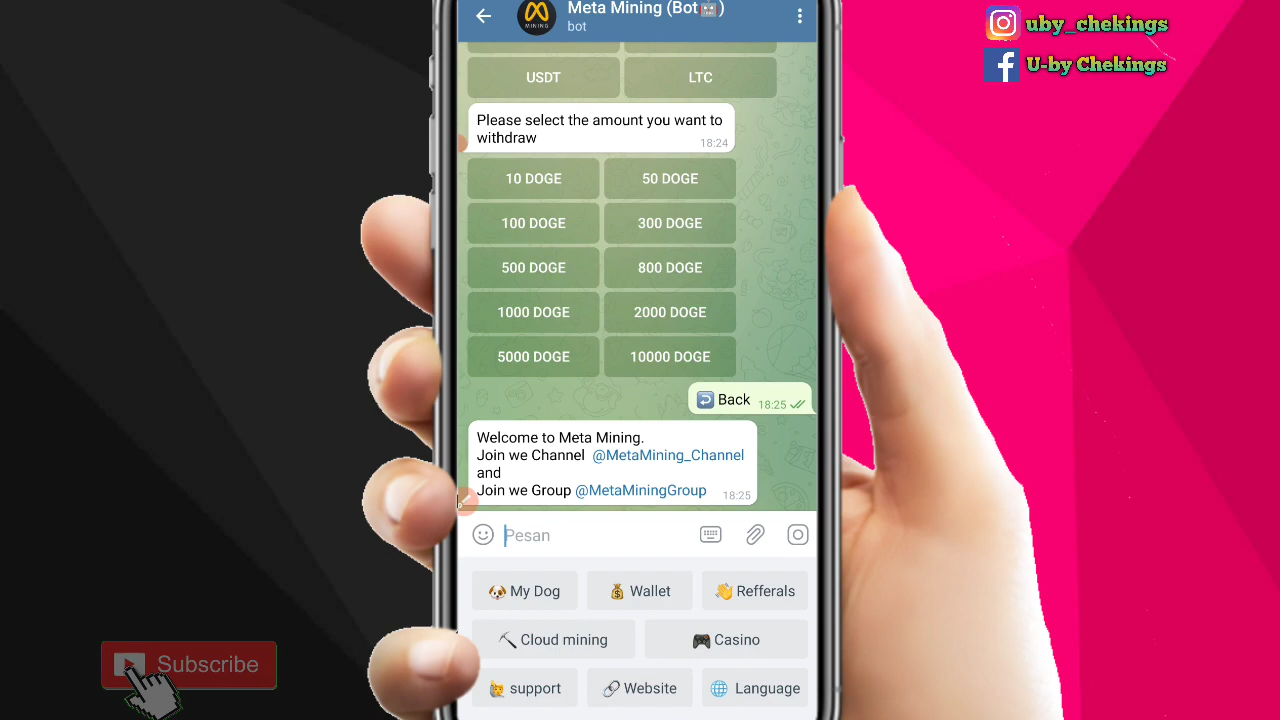 Meta Mining (Bot🤖)
bot
MINING
uby_chekings
U-by Chekings
USDT
LTC
Please select the amount you want to
withdraw
18:24
10 DOGE
50 DOGE
100 DOGE
300 DOGE
500 DOGE
800 DOGE
1000 DOGE
2000 DOGE
5000 DOGE
10000 DOGE
Back 18:25
Welcome to Meta Mining.
Join we Channel @MetaMining_Channel
and
Join we Group @MetaMiningGroup
18:25
Pesan
🐶 My Dog
💰 Wallet
👋 Refferals
⛏ Cloud mining
🎮 Casino
🙋 support
🔗 Website
🌐 Language
Subscribe